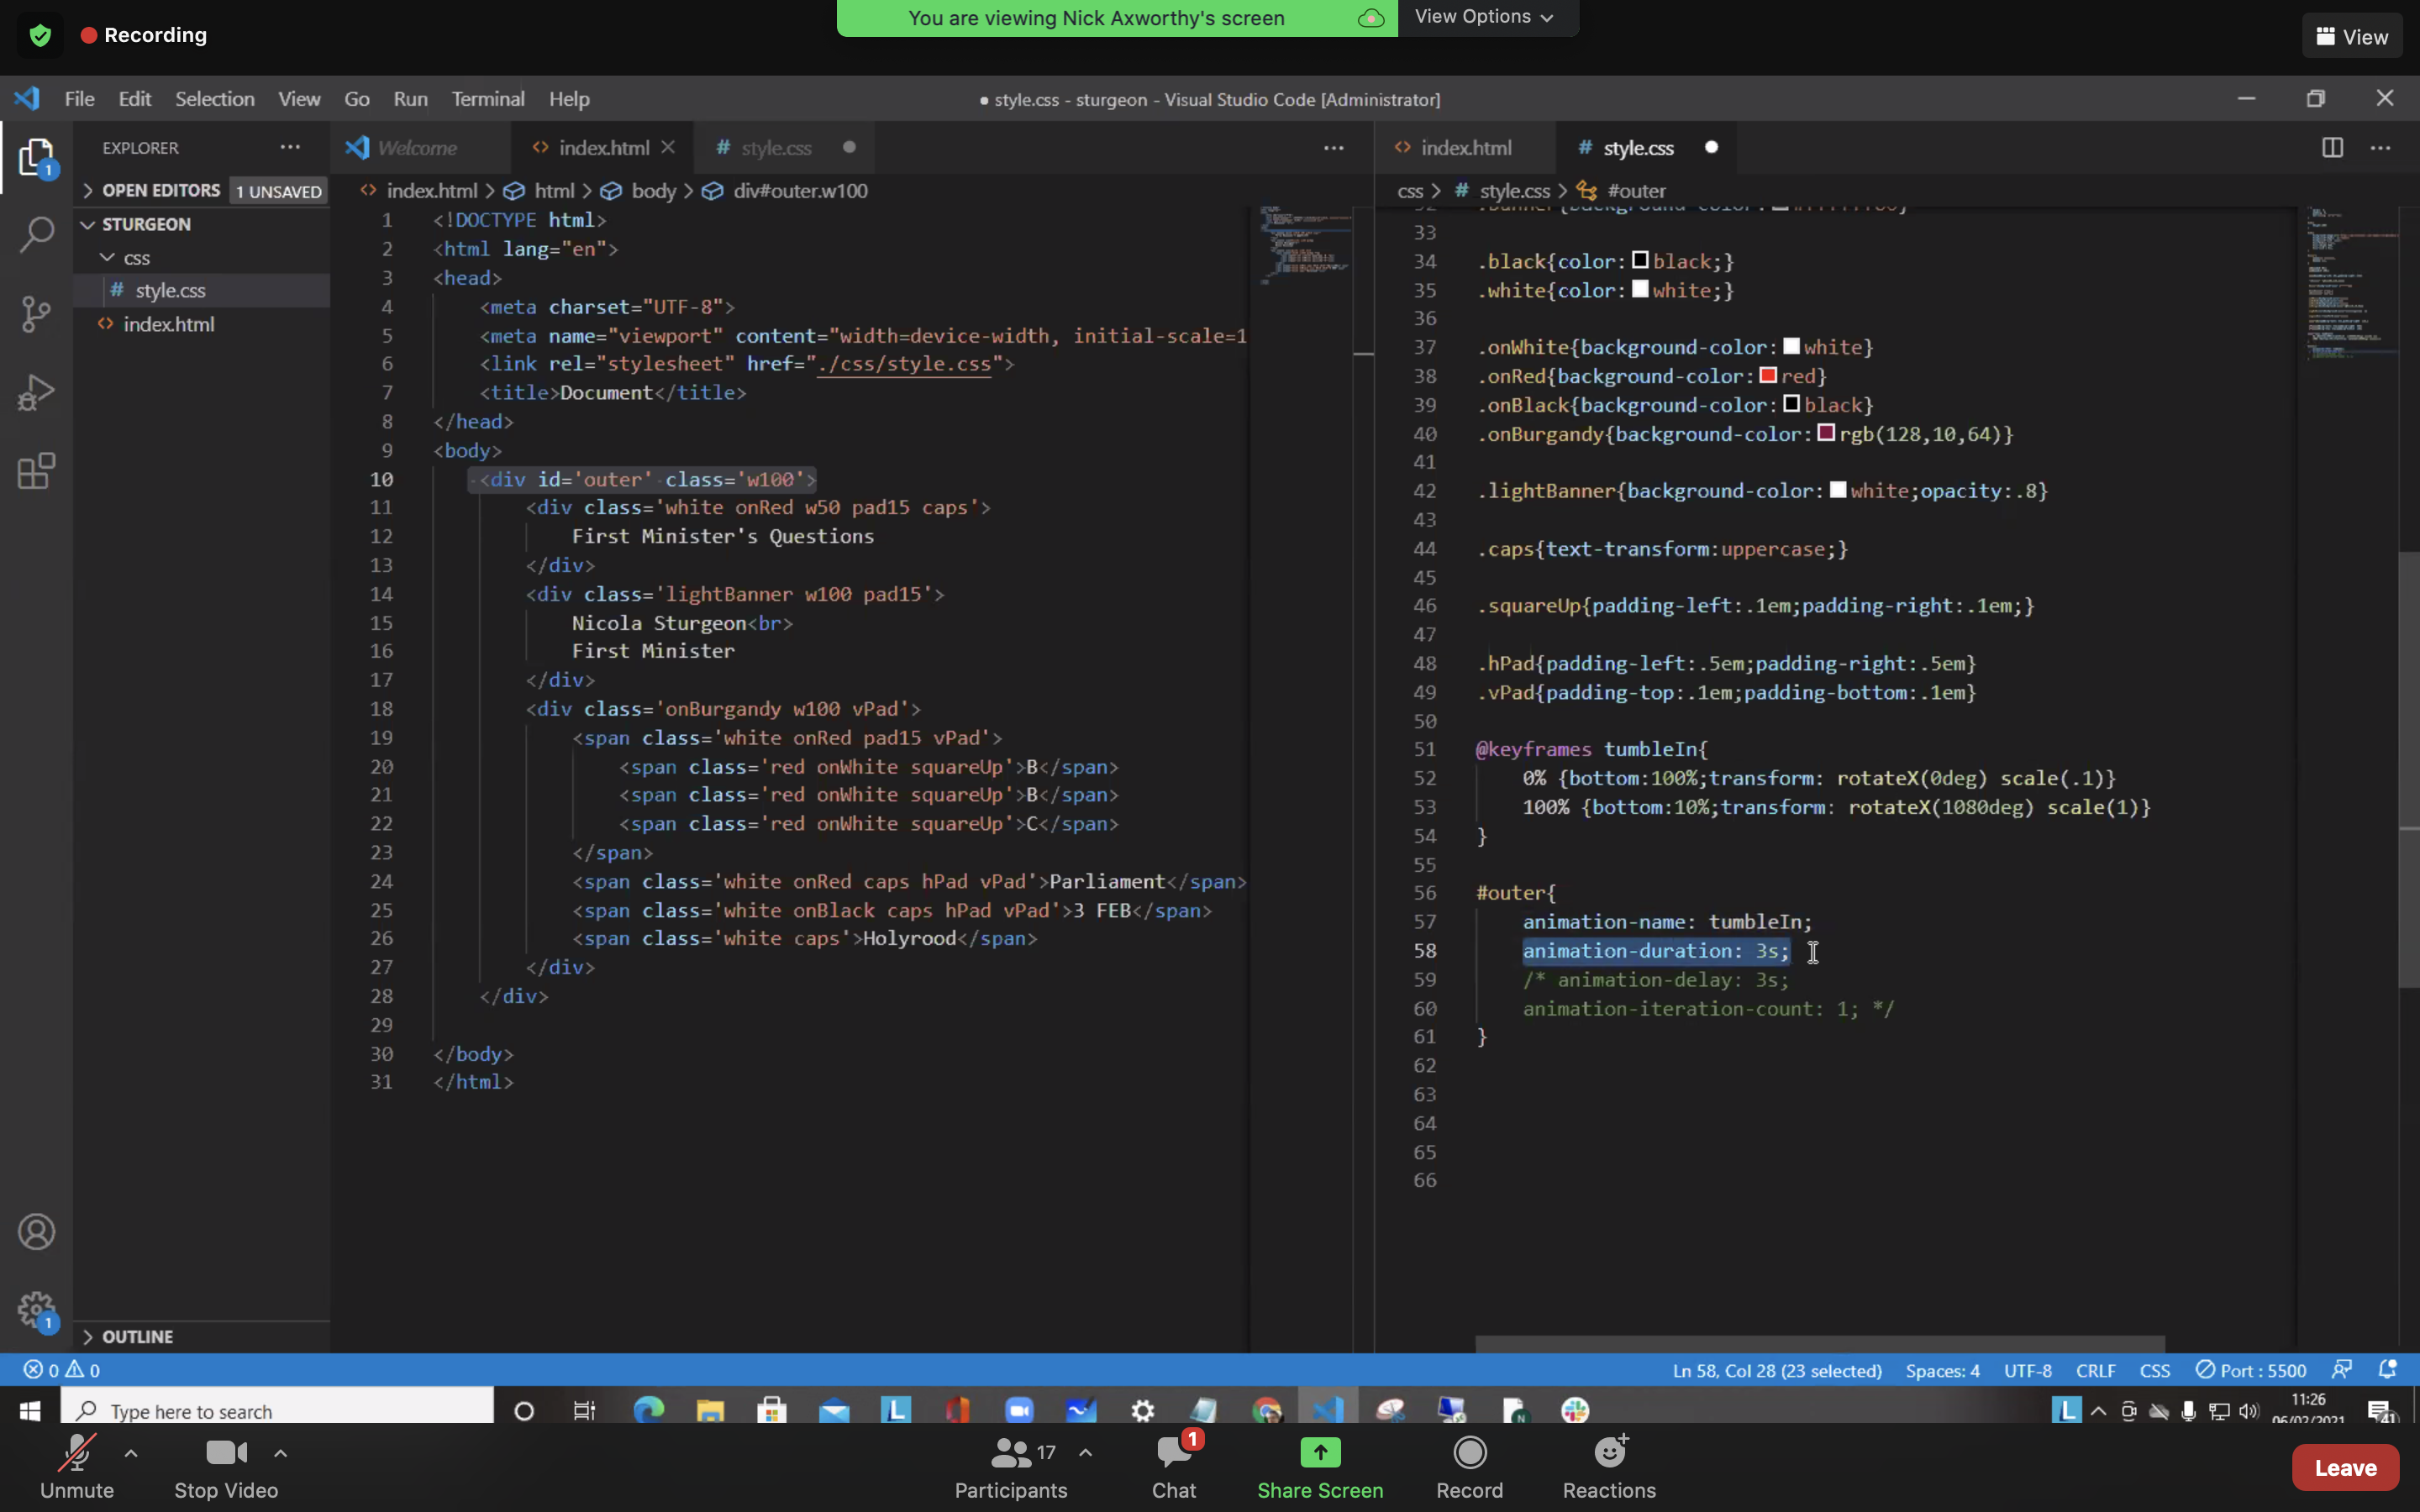 Recording
You are viewing Nick Axworthy's screen
View Options
View
File Edit Selection View Go Run Terminal Help
● style.css - sturgeon - Visual Studio Code [Administrator]
EXPLORER
OPEN EDITORS 1 UNSAVED
STURGEON
css
# style.css
<> index.html
OUTLINE
Welcome
<> index.html
# style.css
<> index.html > html > body > div#outer.w100
1 <!DOCTYPE html>
2 <html lang="en">
3 <head>
4 <meta charset="UTF-8">
5 <meta name="viewport" content="width=device-width, initial-scale=1
6 <link rel="stylesheet" href="./css/style.css">
7 <title>Document</title>
8 </head>
9 <body>
10 <div id='outer' class='w100'>
11 <div class='white onRed w50 pad15 caps'>
12 First Minister's Questions
13 </div>
14 <div class='lightBanner w100 pad15'>
15 Nicola Sturgeon<br>
16 First Minister
17 </div>
18 <div class='onBurgandy w100 vPad'>
19 <span class='white onRed pad15 vPad'>
20 <span class='red onWhite squareUp'>B</span>
21 <span class='red onWhite squareUp'>B</span>
22 <span class='red onWhite squareUp'>C</span>
23 </span>
24 <span class='white onRed caps hPad vPad'>Parliament</span>
25 <span class='white onBlack caps hPad vPad'>3 FEB</span>
26 <span class='white caps'>Holyrood</span>
27 </div>
28 </div>
29
30 </body>
31 </html>
<> index.html
# style.css
css > # style.css > #outer
33
34 .black{color:black;}
35 .white{color:white;}
36
37 .onWhite{background-color:white}
38 .onRed{background-color:red}
39 .onBlack{background-color:black}
40 .onBurgandy{background-color:rgb(128,10,64)}
41
42 .lightBanner{background-color:white;opacity:.8}
43
44 .caps{text-transform:uppercase;}
45
46 .squareUp{padding-left:.1em;padding-right:.1em;}
47
48 .hPad{padding-left:.5em;padding-right:.5em}
49 .vPad{padding-top:.1em;padding-bottom:.1em}
50
51 @keyframes tumbleIn{
52 0% {bottom:100%;transform: rotateX(0deg) scale(.1)}
53 100% {bottom:10%;transform: rotateX(1080deg) scale(1)}
54 }
55
56 #outer{
57 animation-name: tumbleIn;
58 animation-duration: 3s;
59 /* animation-delay: 3s;
60 animation-iteration-count: 1; */
61 }
62
63
64
65
66
0 0
Ln 58, Col 28 (23 selected) Spaces: 4 UTF-8 CRLF CSS Port : 5500
Type here to search
11:26
06/02/2021
Unmute
Stop Video
17
Participants
1
Chat
Share Screen
Record
Reactions
Leave